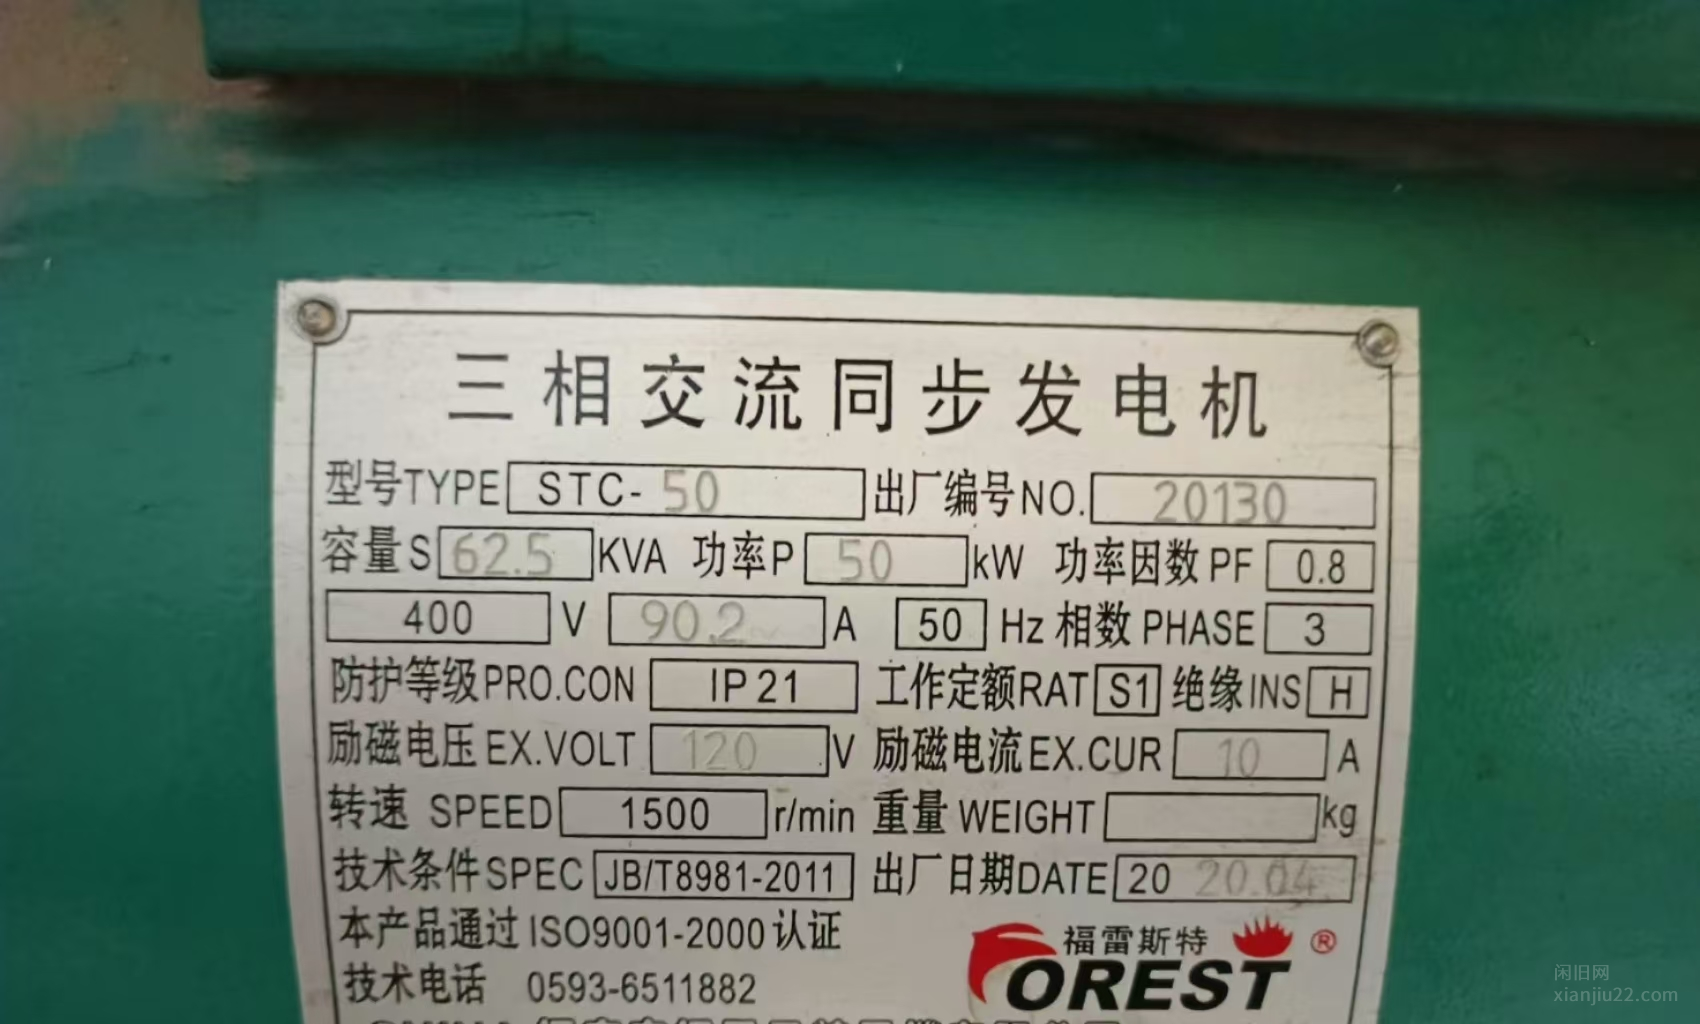 三相交流同步发电机
型号TYPE STC-50 出厂编号NO. 20130
容量S 62.5 KVA 功率P 50 kW 功率因数PF 0.8
400 V 90.2 A 50 Hz 相数PHASE 3
防护等级PRO.CON IP21 工作定额RAT S1 绝缘INS H
励磁电压EX.VOLT 120 V 励磁电流EX.CUR 10 A
转速 SPEED 1500 r/min 重量WEIGHT kg
技术条件SPEC JB/T8981-2011 出厂日期DATE 20 20.04
本产品通过ISO9001-2000认证
福雷斯特 ®
FOREST
技术电话 0593-6511882
闲旧网
xianjiu22.com